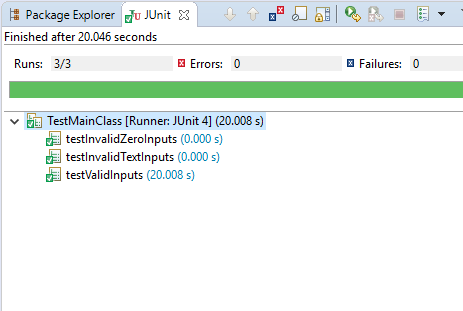 Package Explorer JUnit
Finished after 20.046 seconds
Runs: 3/3 Errors: 0 Failures: 0
TestMainClass [Runner: JUnit 4] (20.008 s)
testInvalidZeroInputs (0.000 s)
testInvalidTextInputs (0.000 s)
testValidInputs (20.008 s)